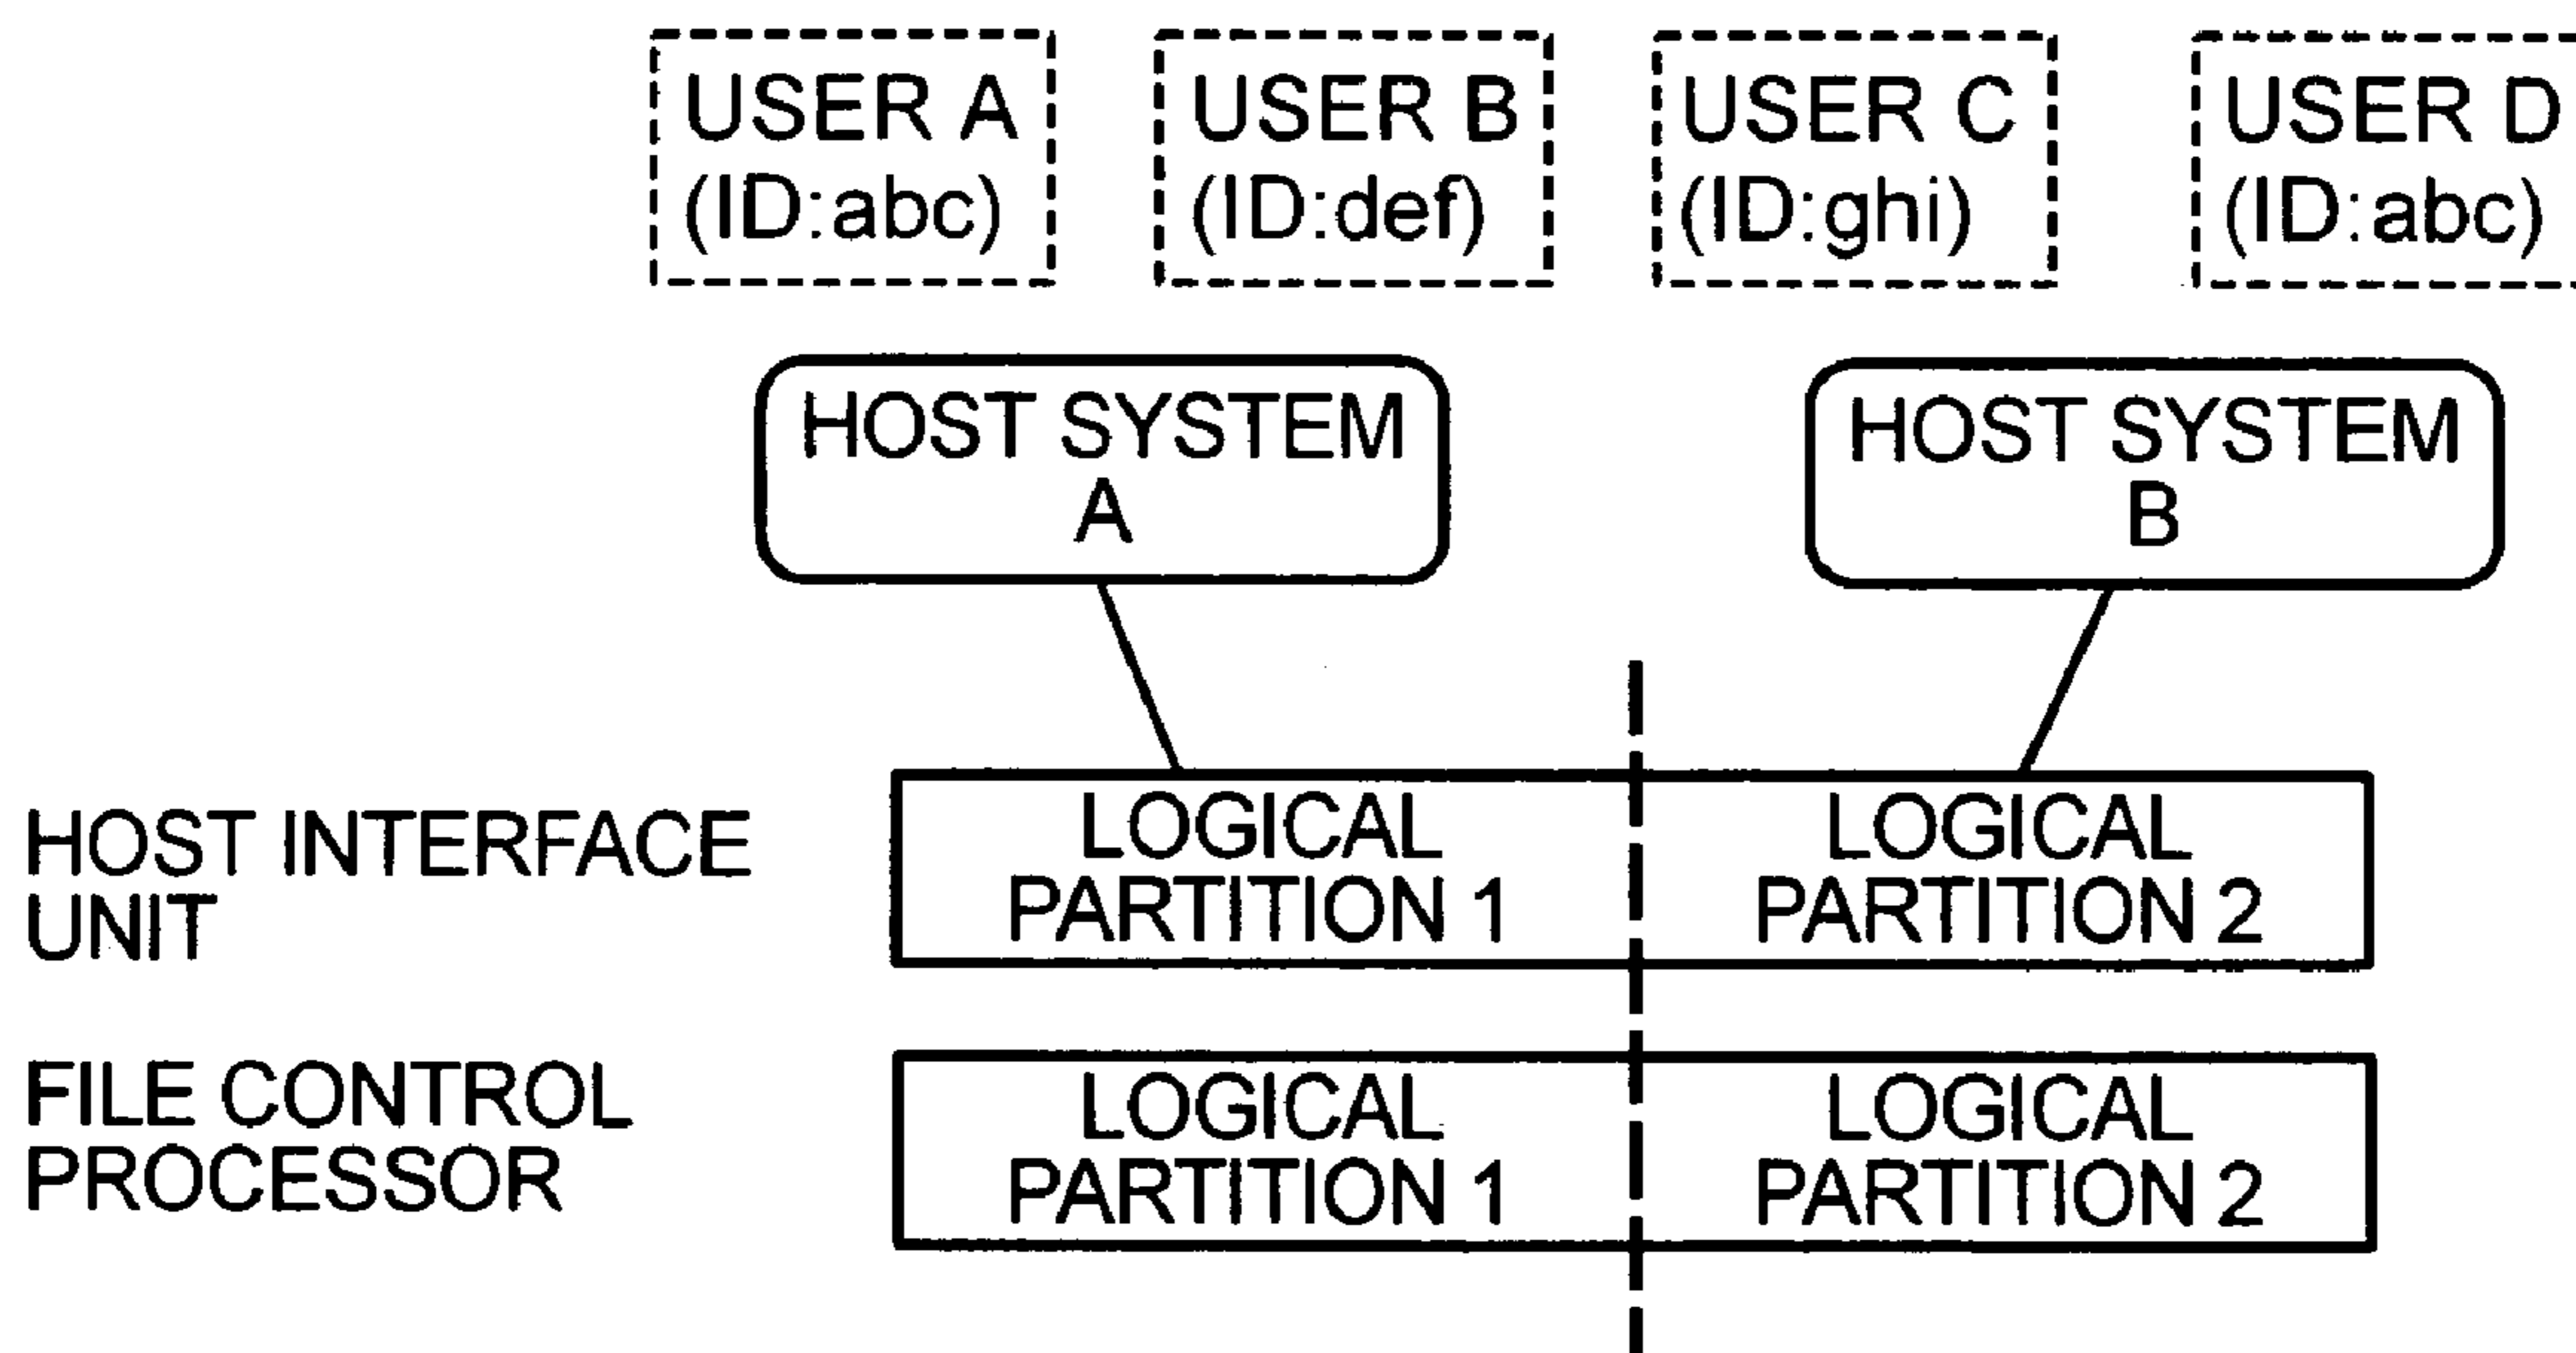 USER A
(ID:abc)
USER B
(ID:def)
USER C
(ID:ghi)
USER D
(ID:abc)
HOST SYSTEM
A
HOST SYSTEM
B
HOST INTERFACE
UNIT
LOGICAL
PARTITION 1
LOGICAL
PARTITION 2
FILE CONTROL
PROCESSOR
LOGICAL
PARTITION 1
LOGICAL
PARTITION 2